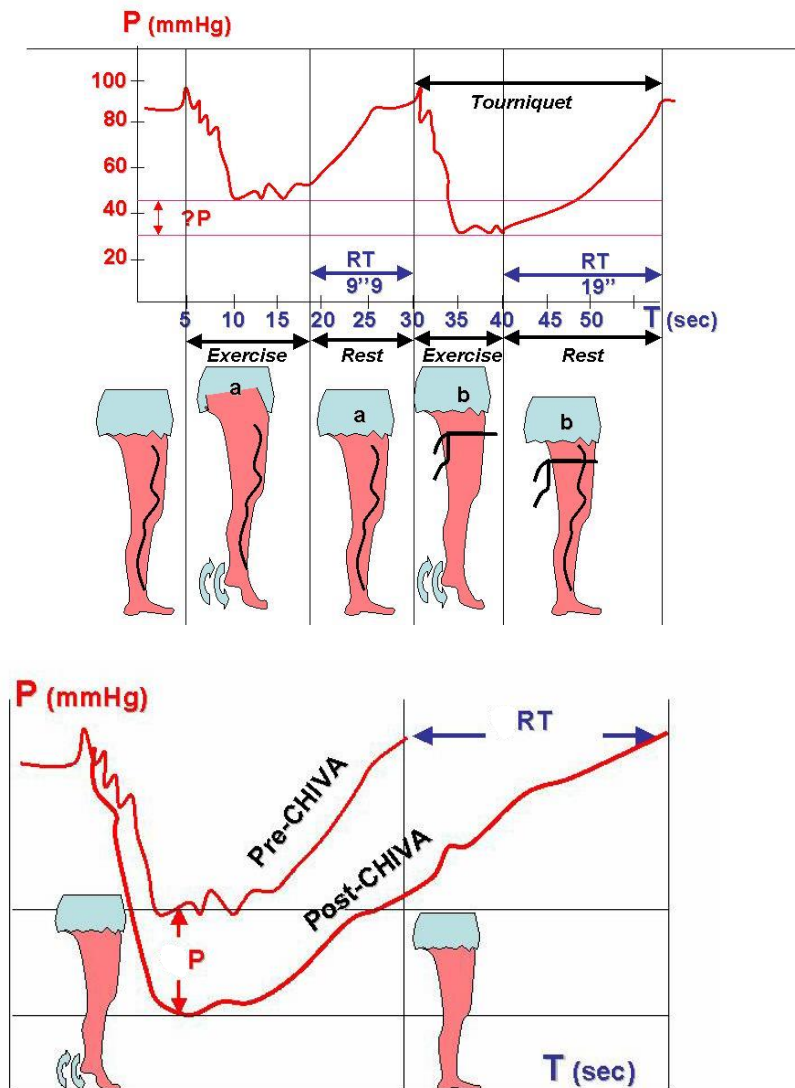 P (mmHg)
100
80
60
40
20
?P
Tourniquet
RT
9''9
RT
19''
5 10 15 20 25 30 35 40 45 50 T (sec)
Exercise Rest Exercise Rest
a
a
b
b
P (mmHg)
RT
Pre-CHIVA
Post-CHIVA
P
T (sec)